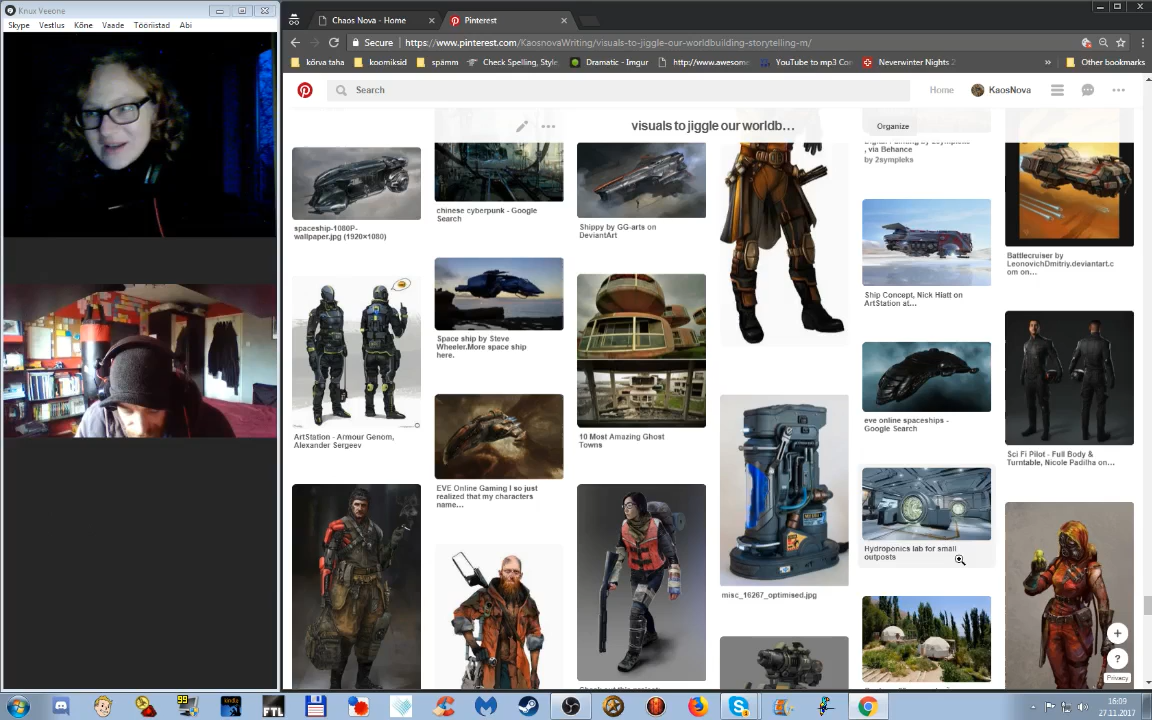 Knux Veeone
Skype Vestlus Kõne Vaade Tööriistad Abi
Chaos Nova - Home
Pinterest
Secure https://www.pinterest.com/KaosnovaWriting/visuals-to-jiggle-our-worldbuilding-storytelling-m/
kõrva taha koomiksid spämm Check Spelling, Style Dramatic - Imgur http://www.awesome YouTube to mp3 Con Neverwinter Nights 2 » Other bookmarks
Search
Home KaosNova
visuals to jiggle our worldb…
Organize
, via Behance
by 2sympleks
spaceship-1080P-
wallpaper.jpg (1920×1080)
chinese cyberpunk - Google
Search
Shippy by GG-arts on
DeviantArt
Battlecruiser by
LeonovichDmitriy.deviantart.c
om on…
Ship Concept, Nick Hiatt on
ArtStation at…
Space ship by Steve
Wheeler.More space ship
here.
ArtStation - Armour Genom,
Alexander Sergeev
10 Most Amazing Ghost
Towns
eve online spaceships -
Google Search
Sci Fi Pilot - Full Body &
Turntable, Nicole Padilha on…
EVE Online Gaming I so just
realized that my characters
name…
Hydroponics lab for small
outposts
misc_16267_optimised.jpg
+
?
Privacy
99
kindle
FTL
16:09
27.11.2017